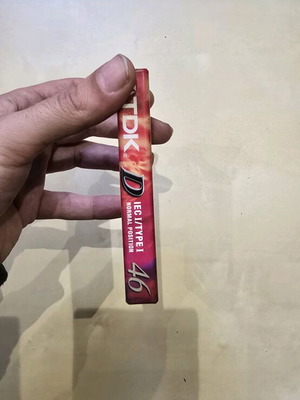 TDK
D
IEC I/TYPE I
NORMAL POSITION
46